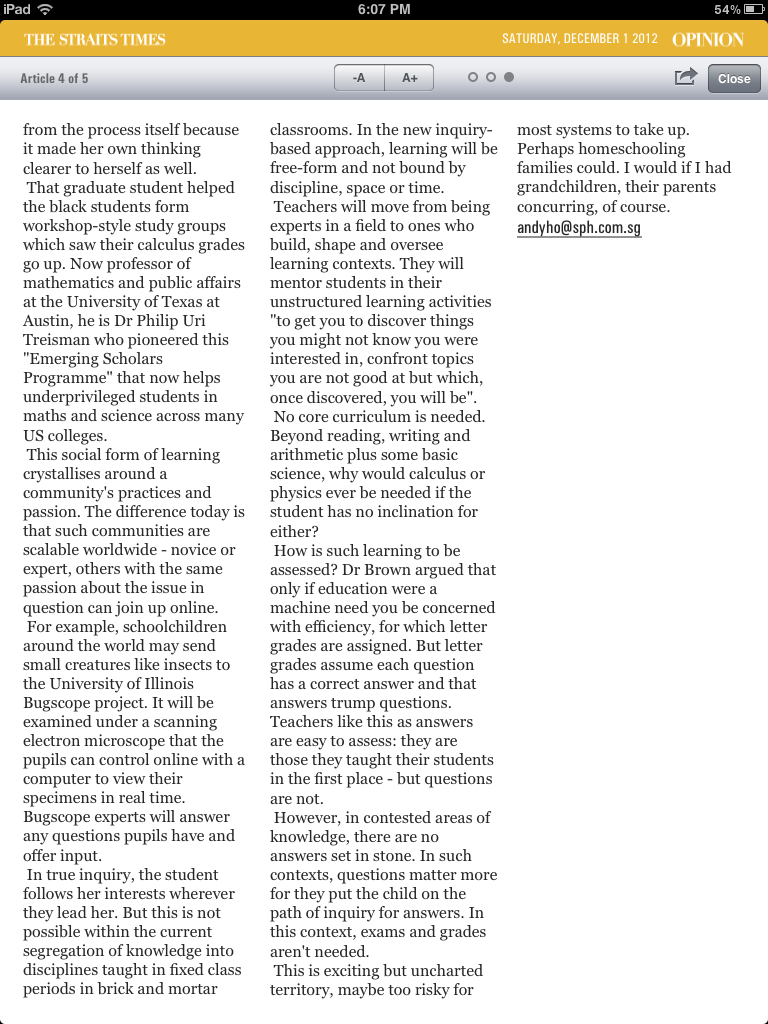 iPad
6:07 PM
54%
THE STRAITS TIMES
SATURDAY, DECEMBER 1 2012
OPINION
Article 4 of 5
-A
A+
Close
from the process itself because
it made her own thinking
clearer to herself as well.
That graduate student helped
the black students form
workshop-style study groups
which saw their calculus grades
go up. Now professor of
mathematics and public affairs
at the University of Texas at
Austin, he is Dr Philip Uri
Treisman who pioneered this
"Emerging Scholars
Programme" that now helps
underprivileged students in
maths and science across many
US colleges.
This social form of learning
crystallises around a
community's practices and
passion. The difference today is
that such communities are
scalable worldwide - novice or
expert, others with the same
passion about the issue in
question can join up online.
For example, schoolchildren
around the world may send
small creatures like insects to
the University of Illinois
Bugscope project. It will be
examined under a scanning
electron microscope that the
pupils can control online with a
computer to view their
specimens in real time.
Bugscope experts will answer
any questions pupils have and
offer input.
In true inquiry, the student
follows her interests wherever
they lead her. But this is not
possible within the current
segregation of knowledge into
disciplines taught in fixed class
periods in brick and mortar
classrooms. In the new inquiry-
based approach, learning will be
free-form and not bound by
discipline, space or time.
Teachers will move from being
experts in a field to ones who
build, shape and oversee
learning contexts. They will
mentor students in their
unstructured learning activities
"to get you to discover things
you might not know you were
interested in, confront topics
you are not good at but which,
once discovered, you will be".
No core curriculum is needed.
Beyond reading, writing and
arithmetic plus some basic
science, why would calculus or
physics ever be needed if the
student has no inclination for
either?
How is such learning to be
assessed? Dr Brown argued that
only if education were a
machine need you be concerned
with efficiency, for which letter
grades are assigned. But letter
grades assume each question
has a correct answer and that
answers trump questions.
Teachers like this as answers
are easy to assess: they are
those they taught their students
in the first place - but questions
are not.
However, in contested areas of
knowledge, there are no
answers set in stone. In such
contexts, questions matter more
for they put the child on the
path of inquiry for answers. In
this context, exams and grades
aren't needed.
This is exciting but uncharted
territory, maybe too risky for
most systems to take up.
Perhaps homeschooling
families could. I would if I had
grandchildren, their parents
concurring, of course.
andyho@sph.com.sg